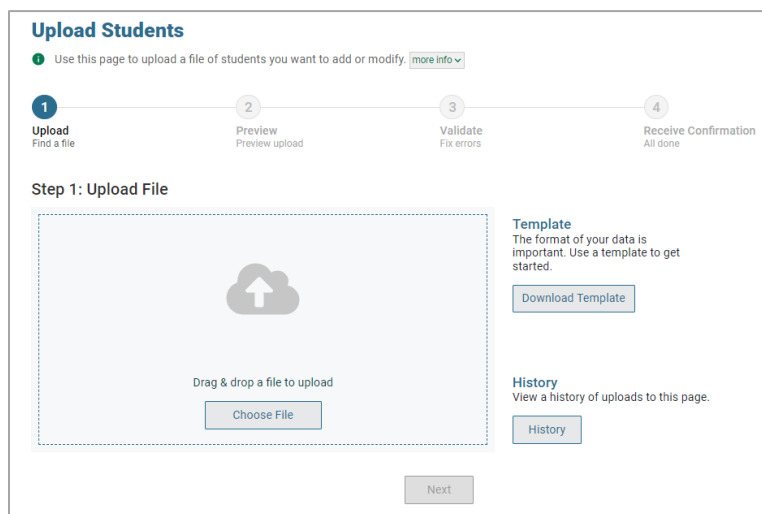 Upload Students
Use this page to upload a file of students you want to add or modify. more info
1
2
3
4
Upload
Find a file
Preview
Preview upload
Validate
Fix errors
Receive Confirmation
All done
Step 1: Upload File
Drag & drop a file to upload
Choose File
Template
The format of your data is
important. Use a template to get
started.
Download Template
History
View a history of uploads to this page.
History
Next